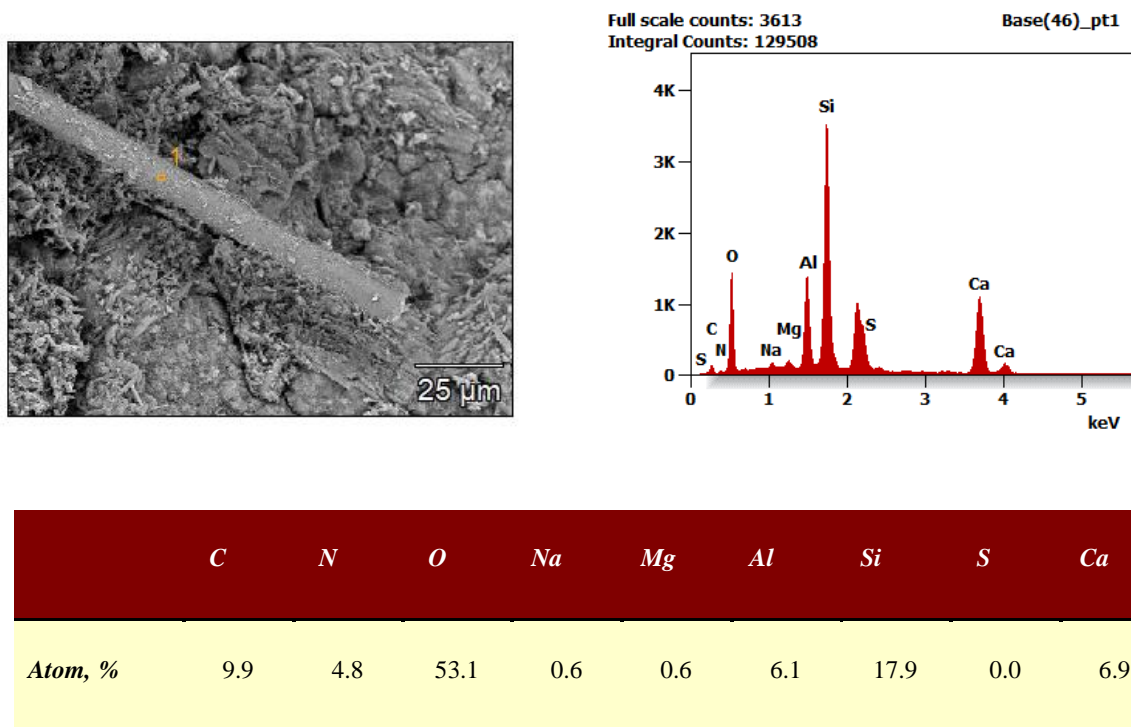 Full scale counts: 3613 Base(46)_pt1
Integral Counts: 129508
1
25 µm
4K
3K
2K
1K
0
S C N O Na Mg Al Si S Ca Ca
0 1 2 3 4 5
keV
C N O Na Mg Al Si S Ca
Atom, % 9.9 4.8 53.1 0.6 0.6 6.1 17.9 0.0 6.9